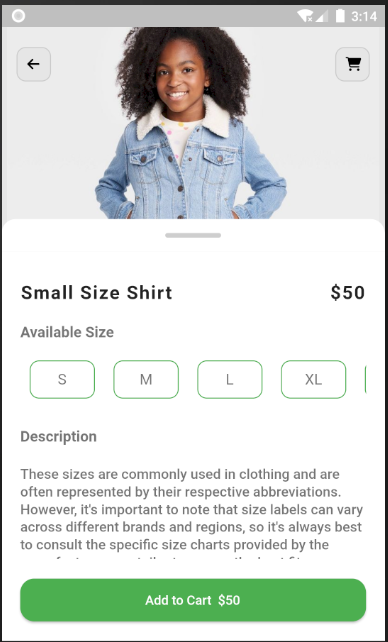 3:14
Small Size Shirt $50
Available Size
S M L XL
Description
These sizes are commonly used in clothing and are
often represented by their respective abbreviations.
However, it's important to note that size labels can vary
across different brands and regions, so it's always best
to consult the specific size charts provided by the
Add to Cart $50